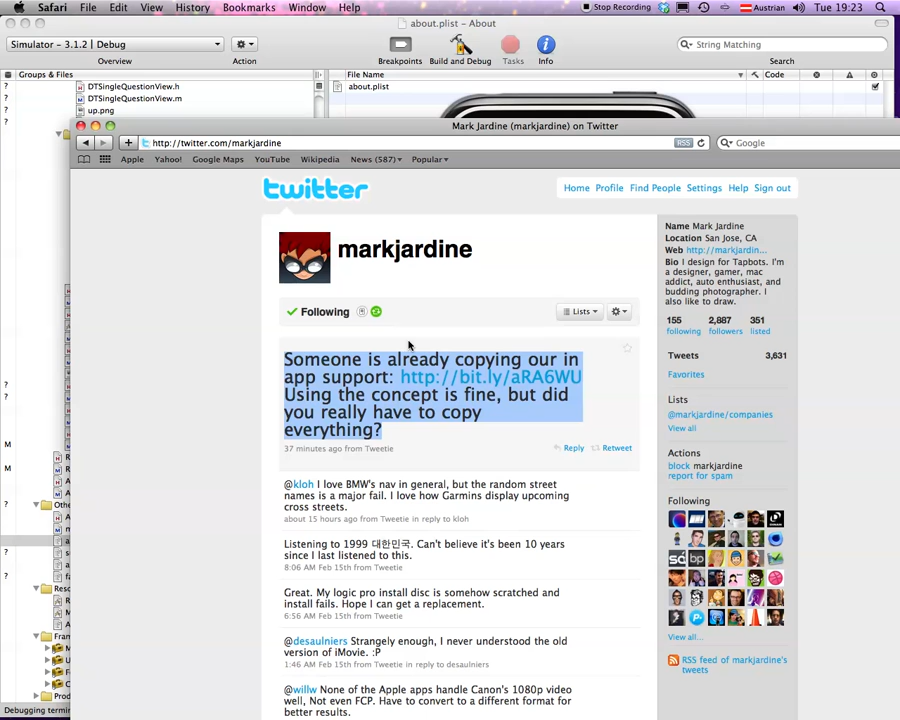 Safari File Edit View History Bookmarks Window Help Stop Recording Austrian Tue 19:23
about.plist - About
Simulator - 3.1.2 | Debug
String Matching
Overview Action Breakpoints Build and Debug Tasks Info Search
Groups & Files File Name Code
DTSingleQuestionView.h about.plist
DTSingleQuestionView.m
up.png
Mark Jardine (markjardine) on Twitter
http://twitter.com/markjardine RSS Google
Apple Yahoo! Google Maps YouTube Wikipedia News (587) Popular
twitter
Home Profile Find People Settings Help Sign out
markjardine
Following Lists
Someone is already copying our in
app support: http://bit.ly/aRA6WU
Using the concept is fine, but did
you really have to copy
everything?
37 minutes ago from Tweetie Reply Retweet
@kloh I love BMW's nav in general, but the random street
names is a major fail. I love how Garmins display upcoming
cross streets.
about 15 hours ago from Tweetie in reply to kloh
Listening to 1999 대한민국. Can't believe it's been 10 years
since I last listened to this.
8:06 AM Feb 15th from Tweetie
Great. My logic pro install disc is somehow scratched and
install fails. Hope I can get a replacement.
6:56 AM Feb 15th from Tweetie
@desaulniers Strangely enough, I never understood the old
version of iMovie. :P
1:46 AM Feb 15th from Tweetie in reply to desaulniers
@willw None of the Apple apps handle Canon's 1080p video
well, Not even FCP. Have to convert to a different format for
better results.
Name Mark Jardine
Location San Jose, CA
Web http://markjardin...
Bio I design for Tapbots. I'm
a designer, gamer, mac
addict, auto enthusiast, and
budding photographer. I
also like to draw.
155 2,887 351
following followers listed
Tweets 3,631
Favorites
Lists
@markjardine/companies
View all
Actions
block markjardine
report for spam
Following
View all...
RSS feed of markjardine's
tweets
Othe
Reso
Fram
Prod
Debugging termin